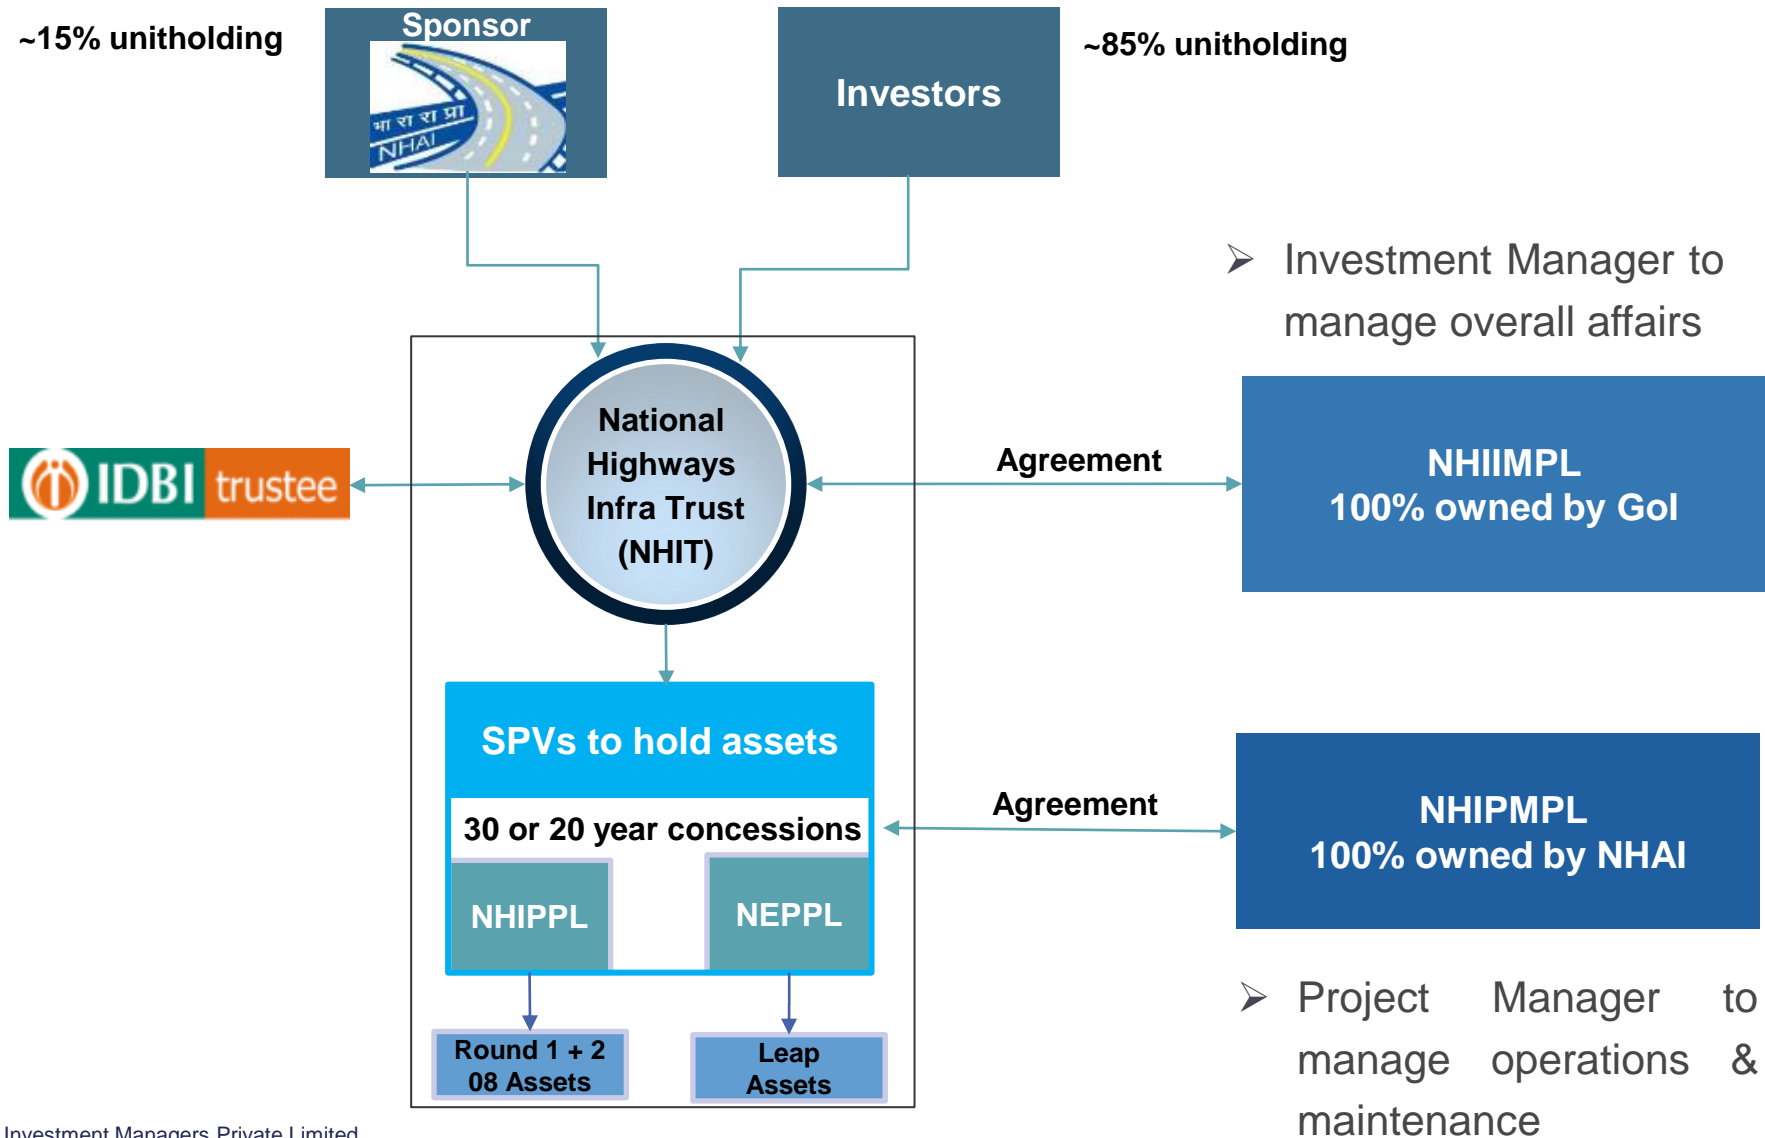 ~15% unitholding
Sponsor
भा रा रा प्रा
NHAI
Investors
~85% unitholding
➢ Investment Manager to
manage overall affairs
National
Highways
Infra Trust
(NHIT)
IDBI trustee
Agreement
NHIIMPL
100% owned by GoI
SPVs to hold assets
30 or 20 year concessions
NHIPPL
NEPPL
Agreement
NHIPMPL
100% owned by NHAI
Round 1 + 2
08 Assets
Leap
Assets
➢ Project Manager to
manage operations &
maintenance
Investment Managers Private Limited